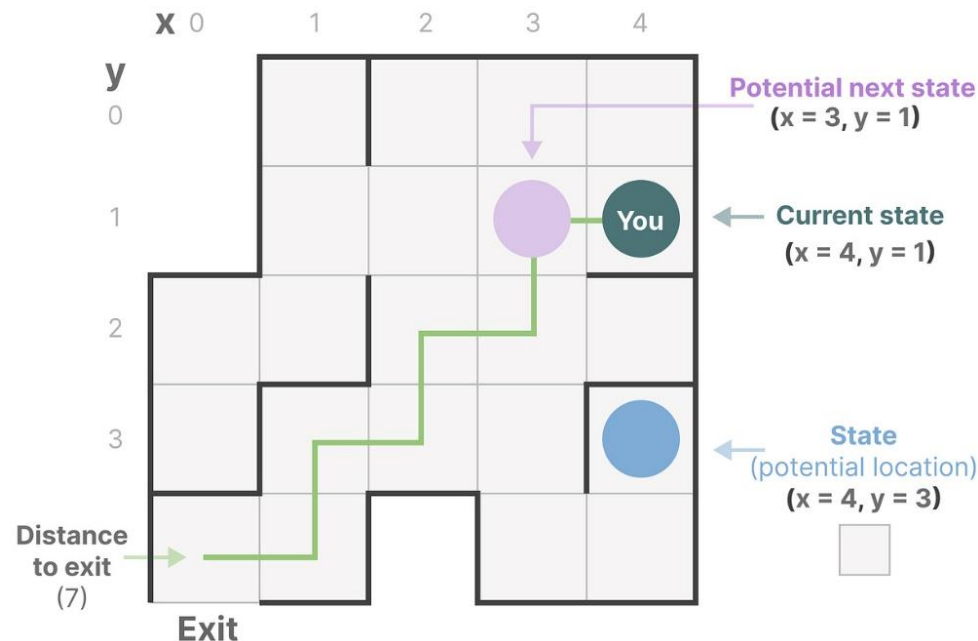 x 0 1 2 3 4
y
0
Potential next state
(x = 3, y = 1)
1
You
Current state
(x = 4, y = 1)
2
3
State
(potential location)
(x = 4, y = 3)
Distance
to exit
(7)
Exit